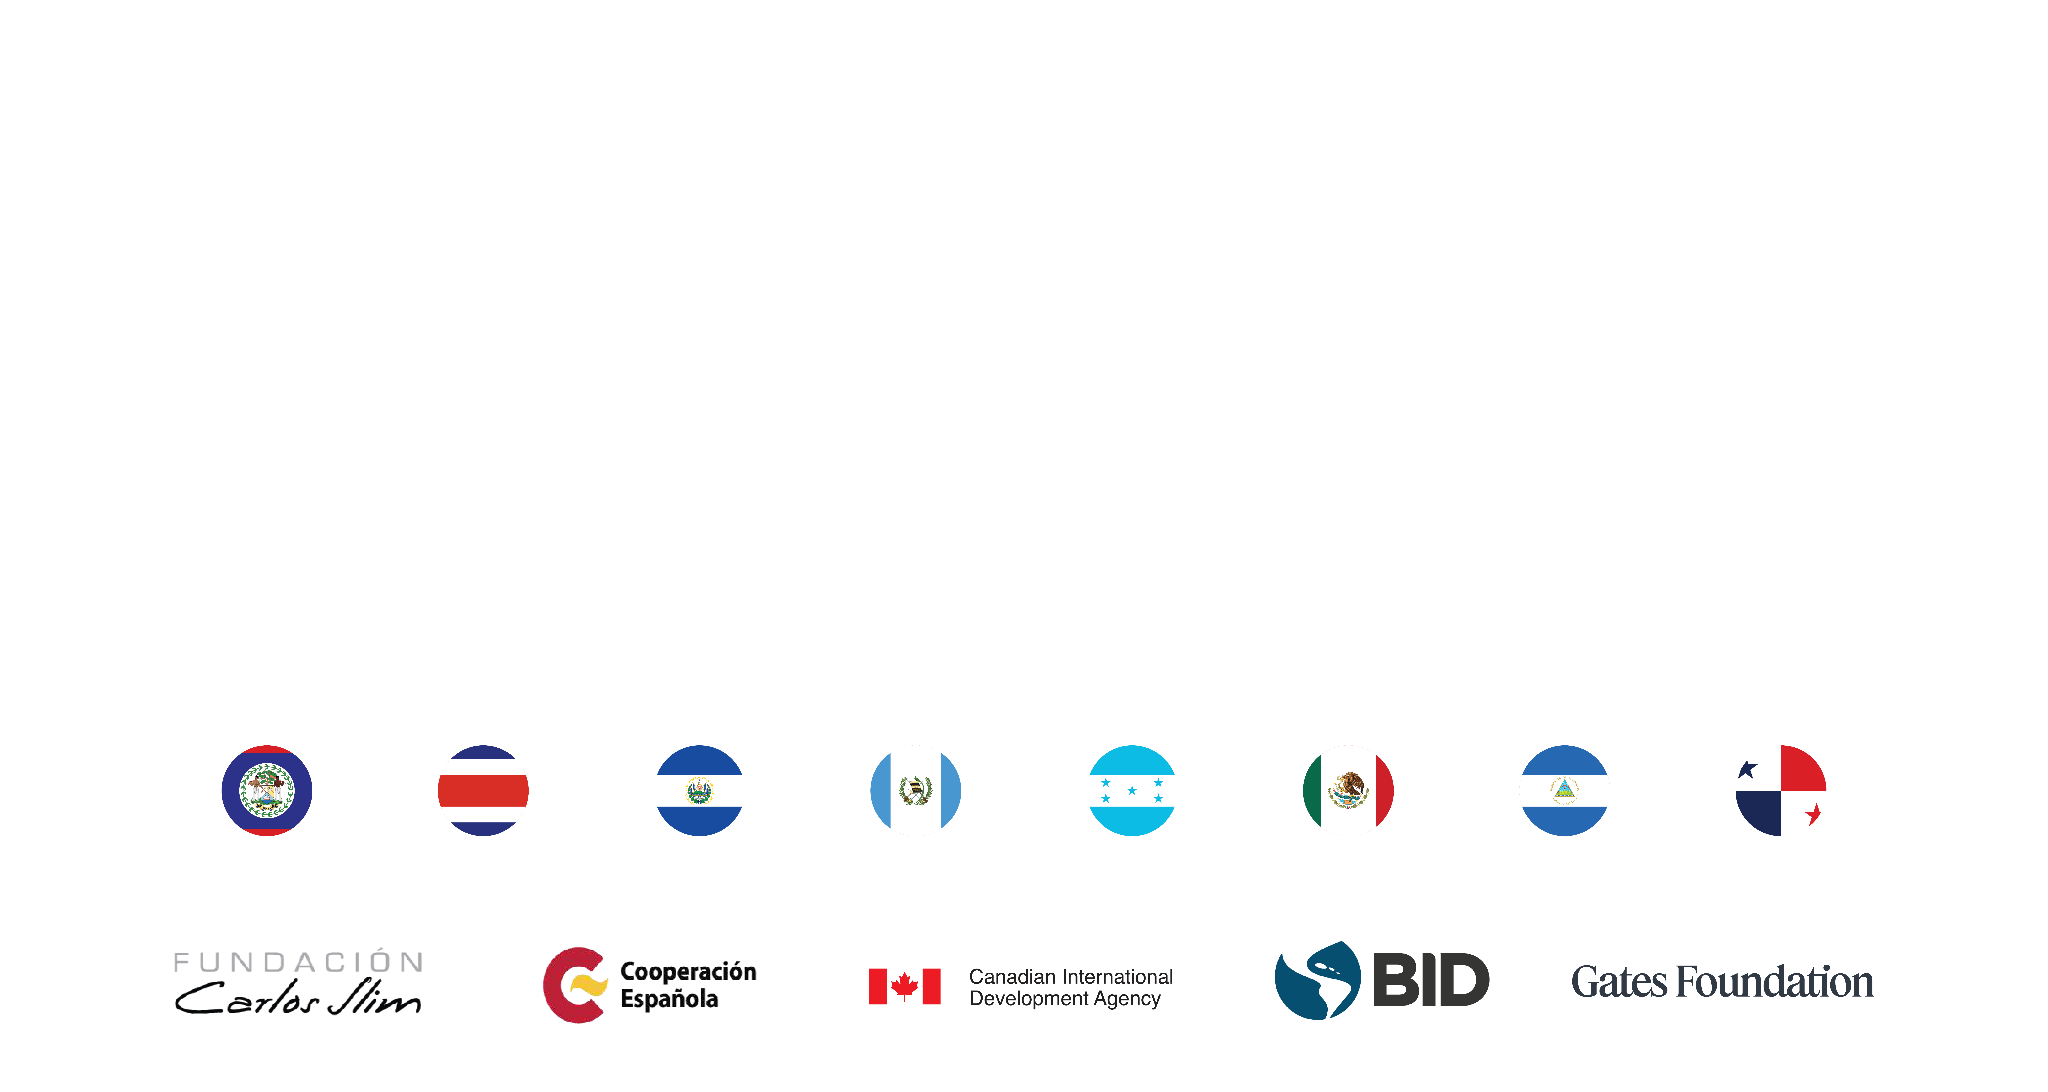 FUNDACIÓN
Carlos Slim
Cooperación
Española
Canadian International
Development Agency
BID
Gates Foundation